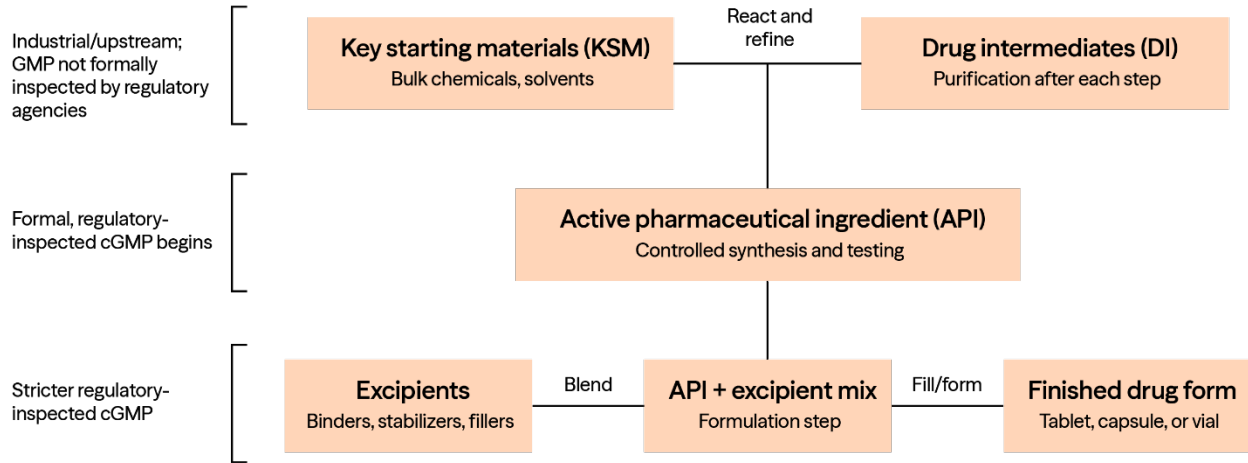 Industrial/upstream;
GMP not formally
inspected by regulatory
agencies
Key starting materials (KSM)
Bulk chemicals, solvents
React and
refine
Drug intermediates (DI)
Purification after each step
Formal, regulatory-
inspected cGMP begins
Active pharmaceutical ingredient (API)
Controlled synthesis and testing
Stricter regulatory-
inspected cGMP
Excipients
Binders, stabilizers, fillers
Blend
API + excipient mix
Formulation step
Fill/form
Finished drug form
Tablet, capsule, or vial